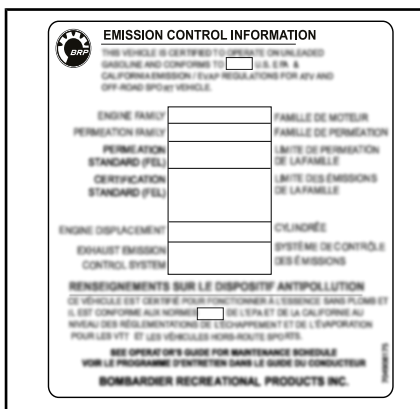 BRP
EMISSION CONTROL INFORMATION
THIS VEHICLE IS CERTIFIED TO OPERATE ON UNLEADED
GASOLINE AND CONFORMS TO U.S. EPA &
CALIFORNIA EMISSION / EVAP REGULATIONS FOR ATV AND
OFF-ROAD SPORT VEHICLE.
ENGINE FAMILY FAMILLE DE MOTEUR
PERMEATION FAMILY FAMILLE DE PERMÉATION
PERMEATION LIMITE DE PERMÉATION
STANDARD (FEL) DE LA FAMILLE
CERTIFICATION LIMITE DES ÉMISSIONS
STANDARD (FEL) DE LA FAMILLE
ENGINE DISPLACEMENT CYLINDRÉE
EXHAUST EMISSION SYSTÈME DE CONTRÔLE
CONTROL SYSTEM DES ÉMISSIONS
RENSEIGNEMENTS SUR LE DISPOSITIF ANTIPOLLUTION
CE VÉHICULE EST CERTIFIÉ POUR FONCTIONNER À L'ESSENCE SANS PLOMB ET
IL EST CONFORME AUX NORMES DE L'EPA ET DE LA CALIFORNIE AU
NIVEAU DES RÉGLEMENTATIONS DE L'ÉCHAPPEMENT ET DE L'ÉVAPORATION
POUR LES VTT ET LES VÉHICULES HORS-ROUTE SPORTS.
SEE OPERATOR'S GUIDE FOR MAINTENANCE SCHEDULE
VOIR LE PROGRAMME D'ENTRETIEN DANS LE GUIDE DU CONDUCTEUR
BOMBARDIER RECREATIONAL PRODUCTS INC.